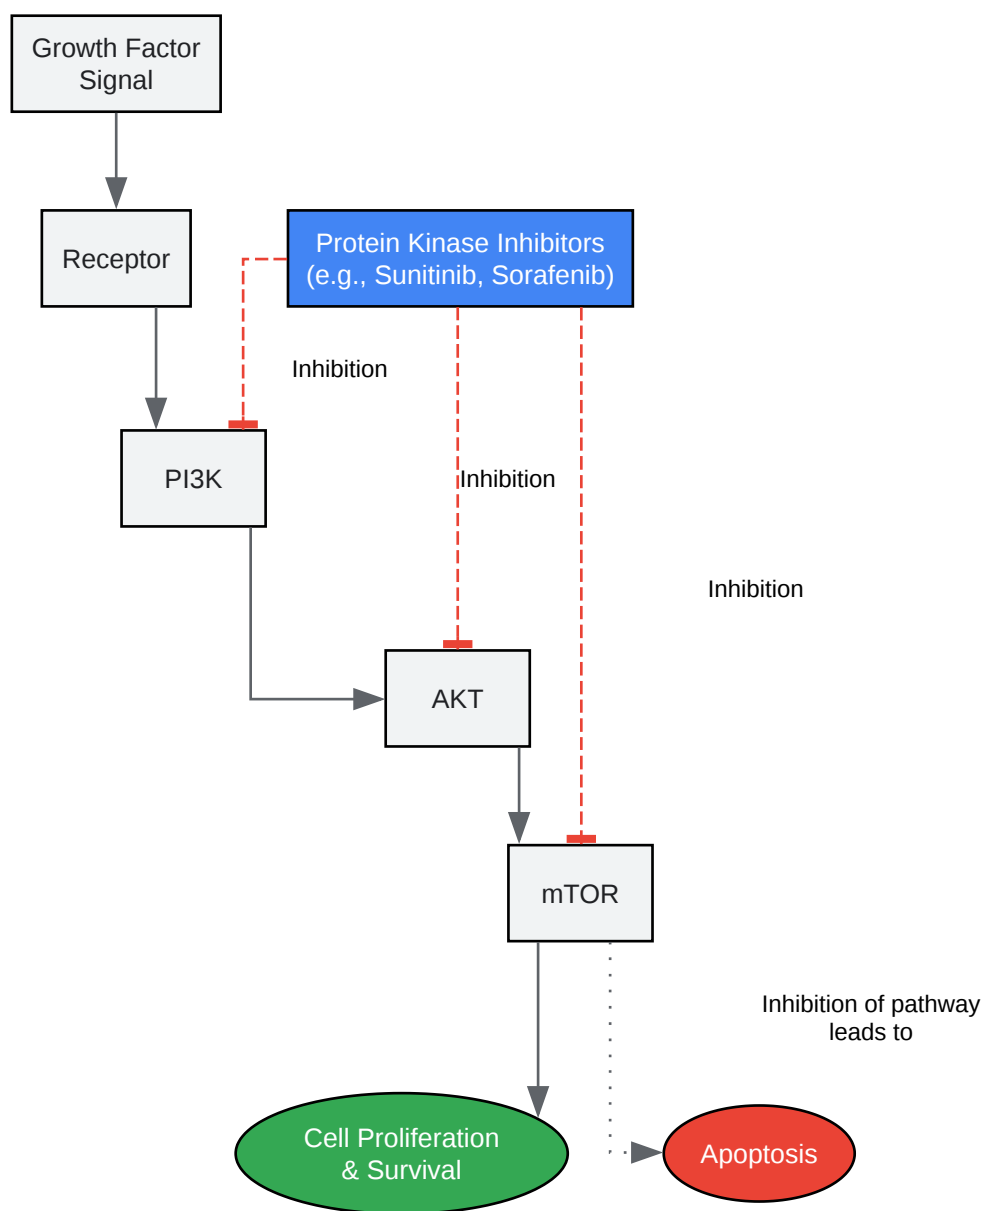 Growth Factor
Signal
Receptor
Protein Kinase Inhibitors
(e.g., Sunitinib, Sorafenib)
Inhibition
PI3K
Inhibition
Inhibition
AKT
mTOR
Inhibition of pathway
leads to
Cell Proliferation
& Survival
Apoptosis